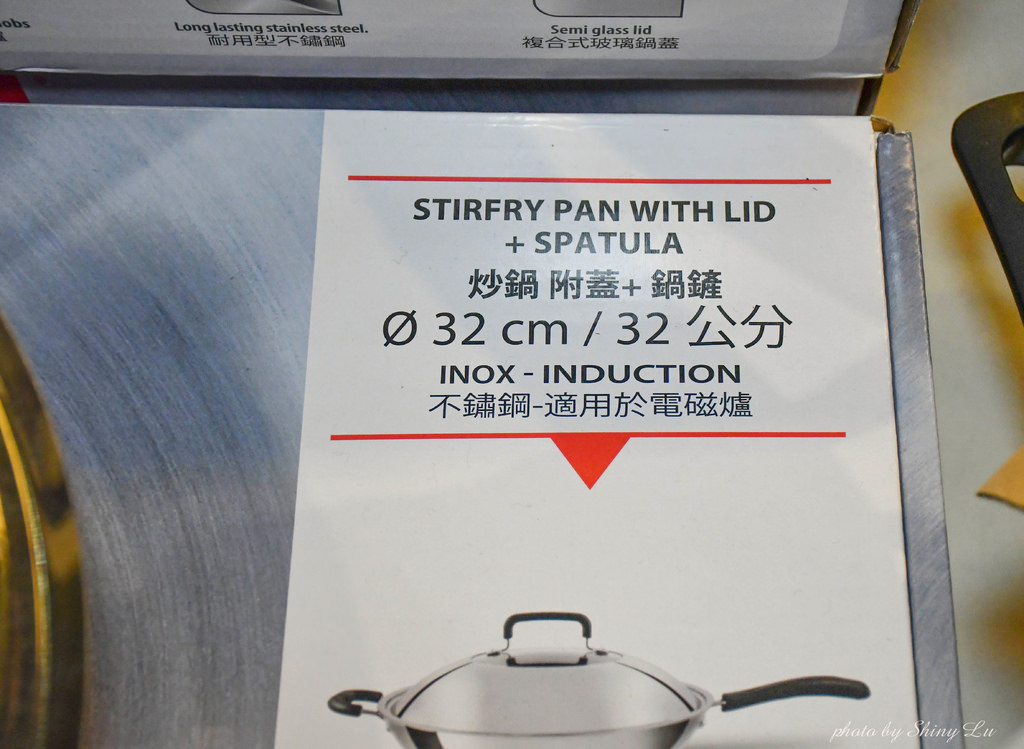 Long lasting stainless steel.
耐用型不鏽鋼
Semi glass lid
複合式玻璃鍋蓋
STIRFRY PAN WITH LID
+ SPATULA
炒鍋 附蓋+ 鍋鏟
Ø 32 cm / 32 公分
INOX - INDUCTION
不鏽鋼-適用於電磁爐
photo by Shiny Lu